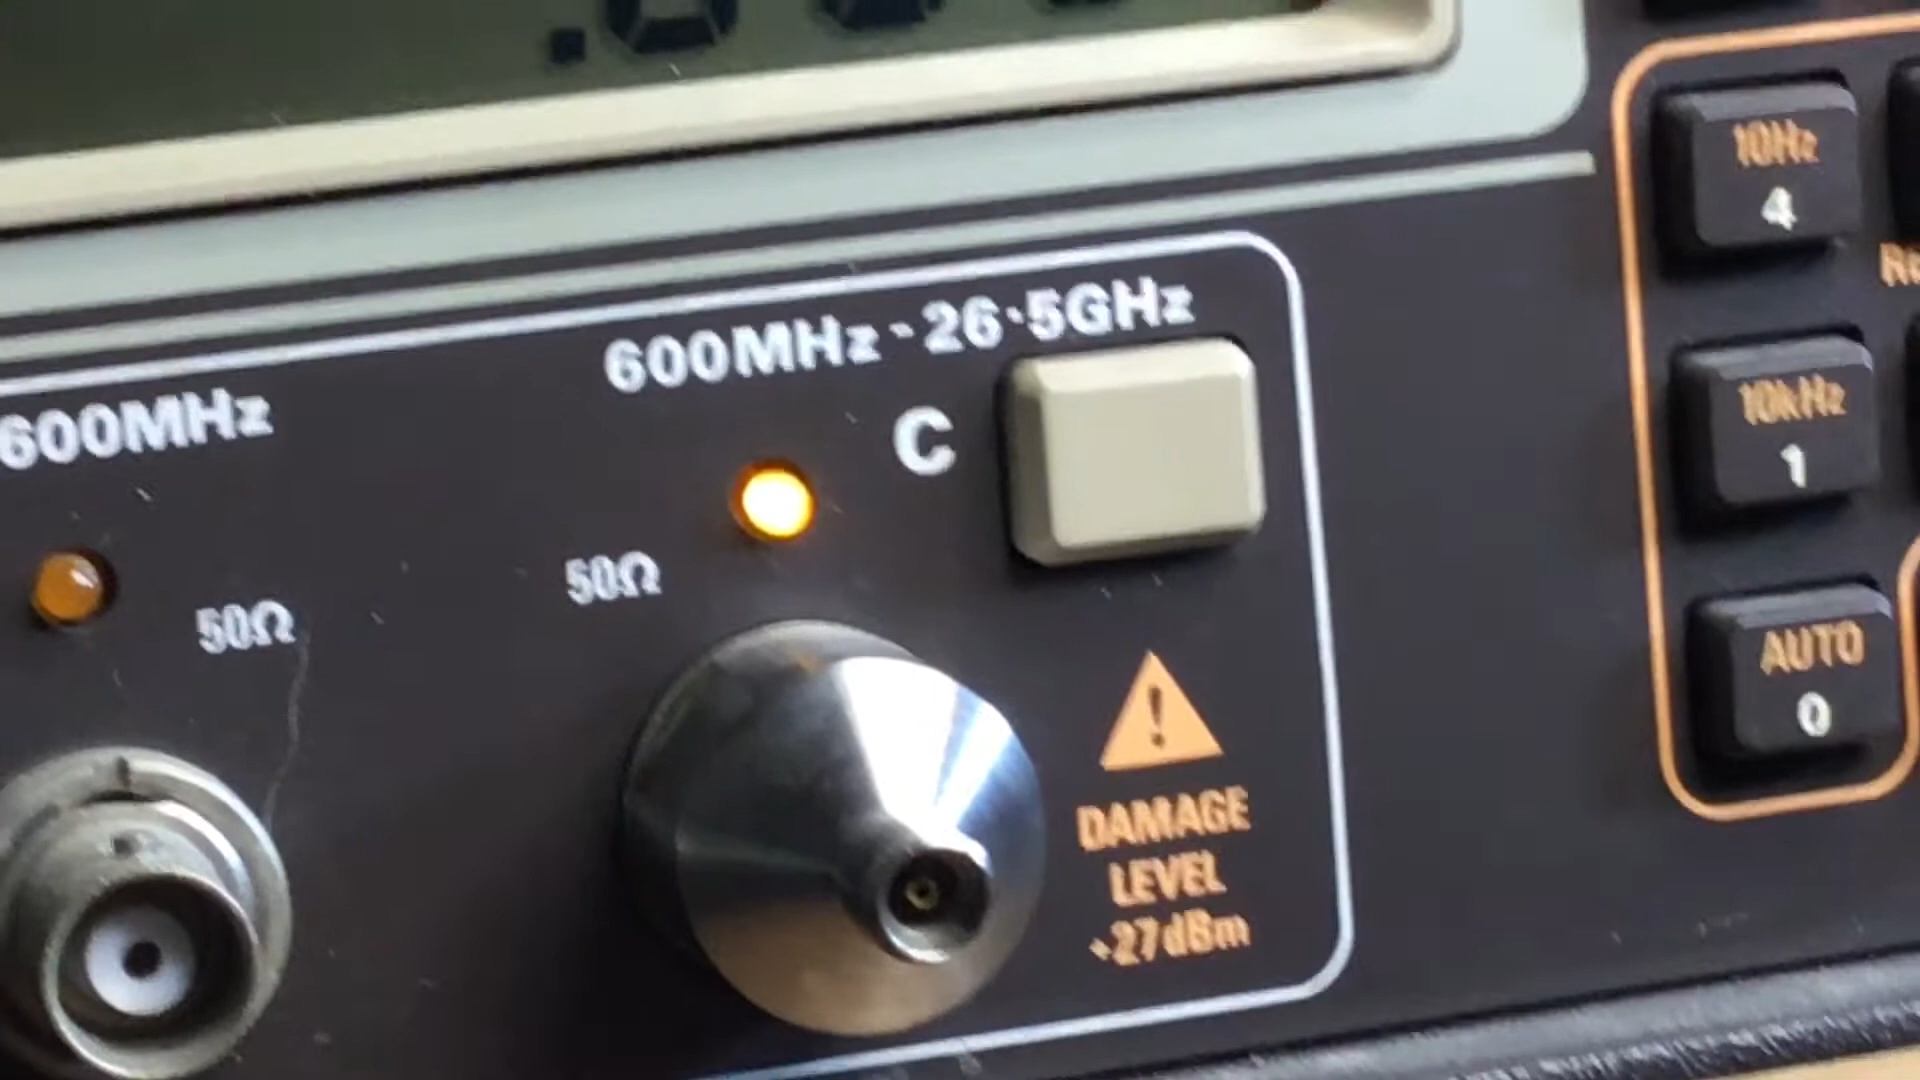 600MHz
50Ω
600MHz - 26·5GHz
C
50Ω
!
DAMAGE
LEVEL
+27dBm
10Hz
4
10kHz
1
AUTO
0